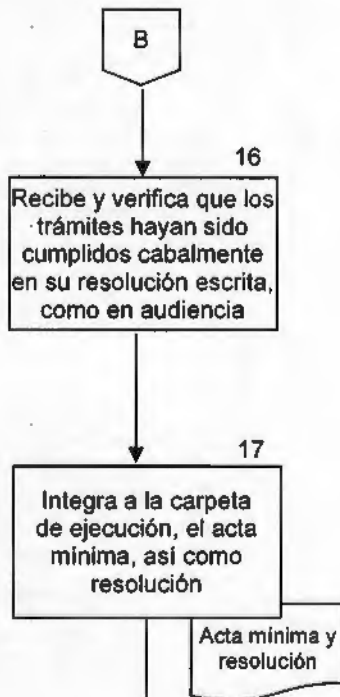 B
16
Recibe y verifica que los
trámites hayan sido
cumplidos cabalmente
en su resolución escrita,
como en audiencia
17
Integra a la carpeta
de ejecución, el acta
mínima, así como
resolución
Acta mínima y
resolución